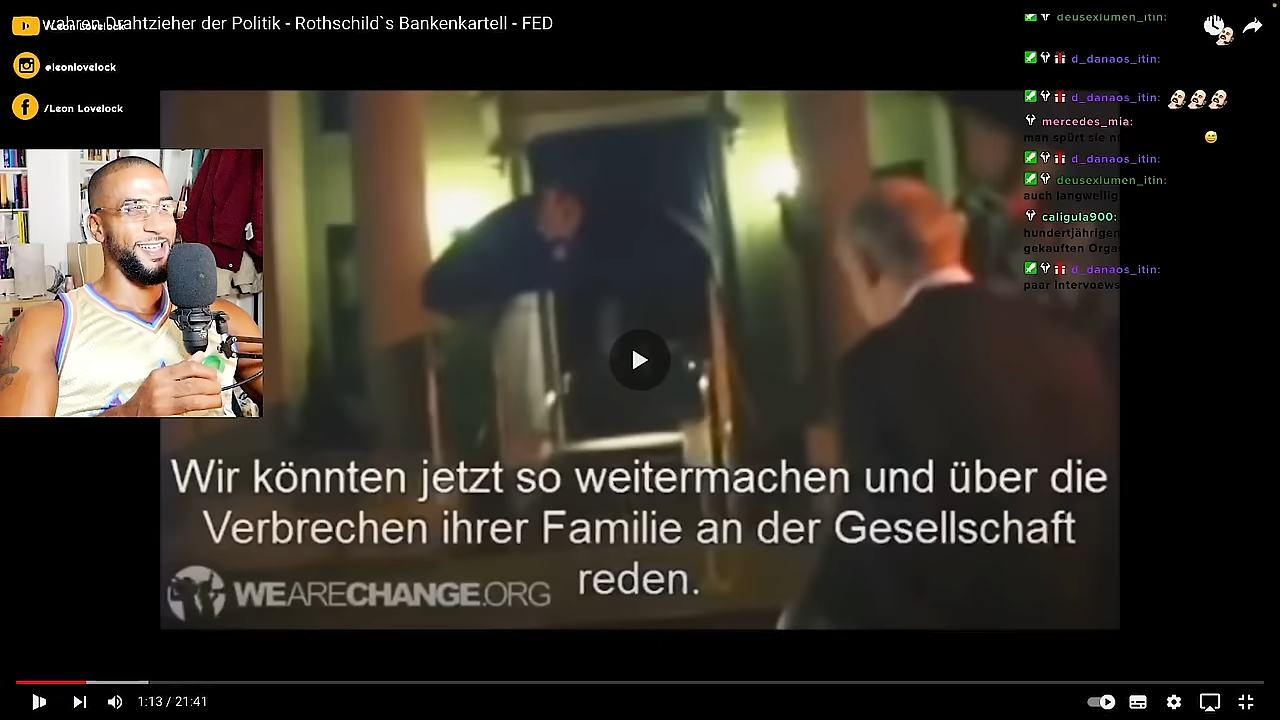 wahren Drahtzieher der Politik - Rothschild`s Bankenkartell - FED
/Leon Lovelock
@leonlovelock
/Leon Lovelock
deusexlumen_itin:
d_danaos_itin:
d_danaos_itin:
mercedes_mia:
man spürt sie
d_danaos_itin:
deusexlumen_itin:
auch langweilig
caligula900:
hundertjährigen
gekauften
d_danaos_itin:
paar intervoews
Wir könnten jetzt so weitermachen und über die
Verbrechen ihrer Familie an der Gesellschaft
reden.
WEARECHANGE.ORG
1:13 / 21:41